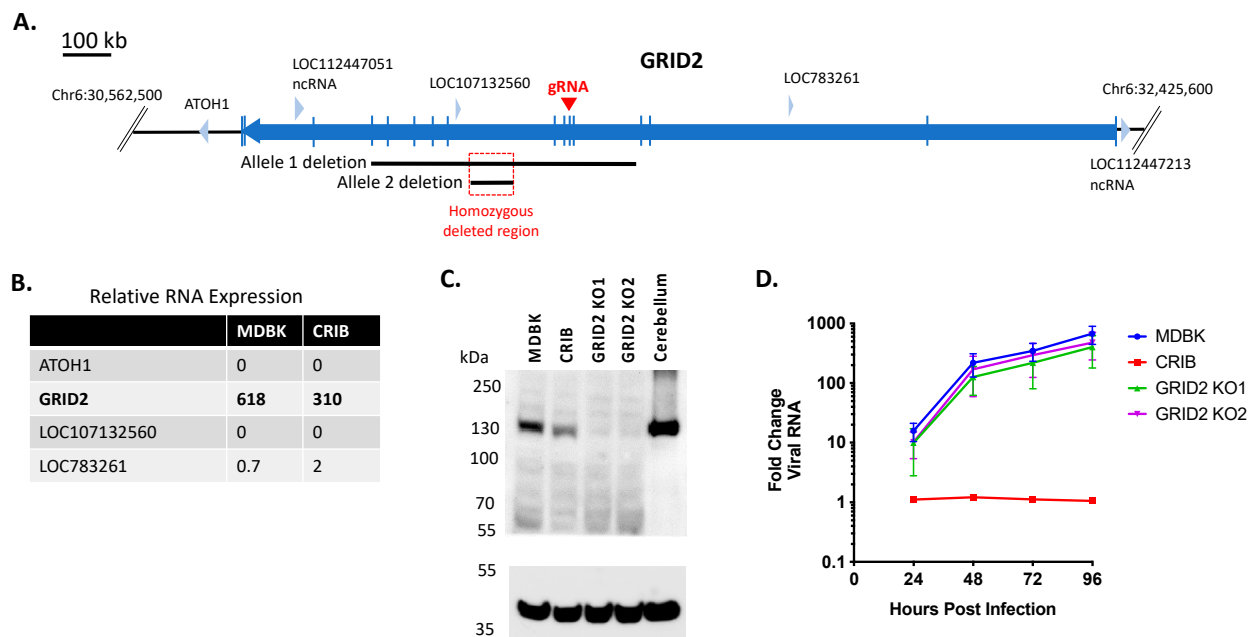 A.
100 kb
GRID2
LOC112447051
ncRNA
LOC107132560
gRNA
LOC783261
Chr6:30,562,500
ATOH1
Chr6:32,425,600
LOC112447213
ncRNA
Allele 1 deletion
Allele 2 deletion
Homozygous
deleted region
B.
Relative RNA Expression
MDBK CRIB
ATOH1 0 0
GRID2 618 310
LOC107132560 0 0
LOC783261 0.7 2
C.
MDBK
CRIB
GRID2 KO1
GRID2 KO2
Cerebellum
kDa
250
130
100
70
55
55
35
D.
Fold Change
Viral RNA
1000
100
10
1
0.1
0 24 48 72 96
Hours Post Infection
MDBK
CRIB
GRID2 KO1
GRID2 KO2